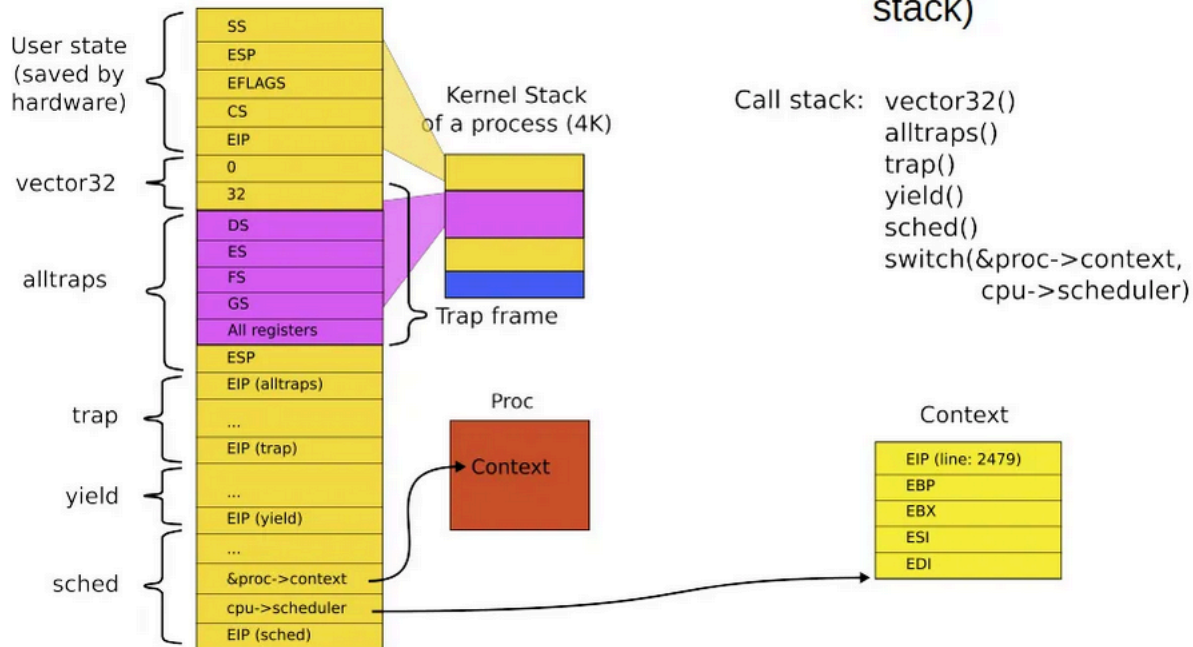 stack)
User state
(saved by
hardware)
vector32
alltraps
trap
yield
sched
SS
ESP
EFLAGS
CS
EIP
0
32
DS
ES
FS
GS
All registers
ESP
EIP (alltraps)
...
EIP (trap)
...
EIP (yield)
...
&proc->context
cpu->scheduler
EIP (sched)
Kernel Stack
of a process (4K)
Trap frame
Proc
Context
Call stack: vector32()
alltraps()
trap()
yield()
sched()
switch(&proc->context,
cpu->scheduler)
Context
EIP (line: 2479)
EBP
EBX
ESI
EDI